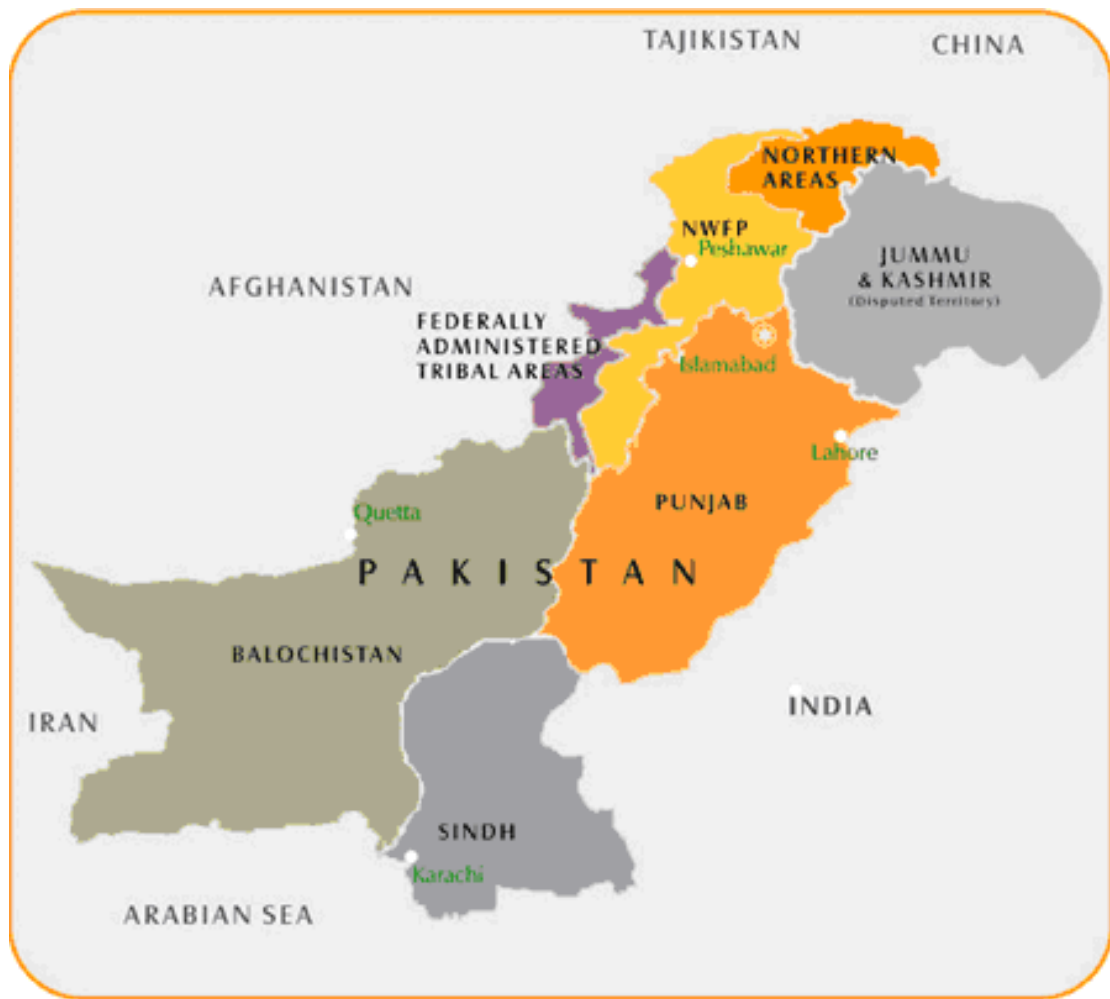 TAJIKISTAN
CHINA
NORTHERN
AREAS
NWFP
Peshawar
JUMMU
& KASHMIR
(Disputed Territory)
AFGHANISTAN
FEDERALLY
ADMINISTERED
TRIBAL AREAS
Islamabad
Lahore
PUNJAB
Quetta
PAKISTAN
BALOCHISTAN
INDIA
IRAN
SINDH
Karachi
ARABIAN SEA